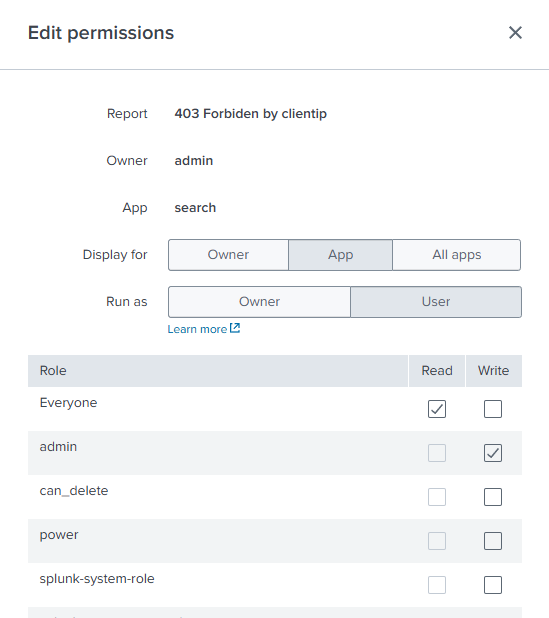 Edit permissions
Report 403 Forbiden by clientip
Owner admin
App search
Display for Owner App All apps
Run as Owner User
Learn more
Role Read Write
Everyone
admin
can_delete
power
splunk-system-role